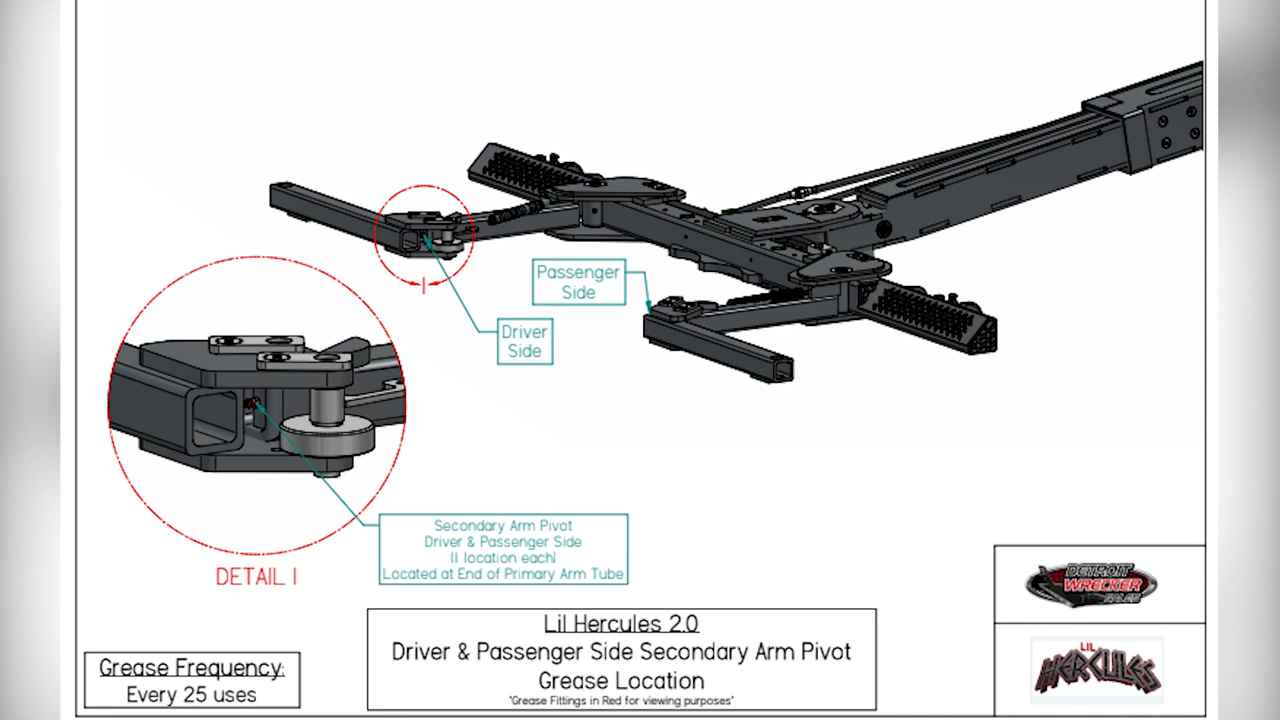 Passenger
Side
Driver
Side
Secondary Arm Pivot
Driver & Passenger Side
(1 location each)
Located at End of Primary Arm Tube
DETAIL I
Lil Hercules 2.0
Driver & Passenger Side Secondary Arm Pivot
Grease Location
"Grease Fittings in Red for viewing purposes"
Grease Frequency:
Every 25 uses
I
DETROIT
WRECKER
SALES
LIL
HERCULES